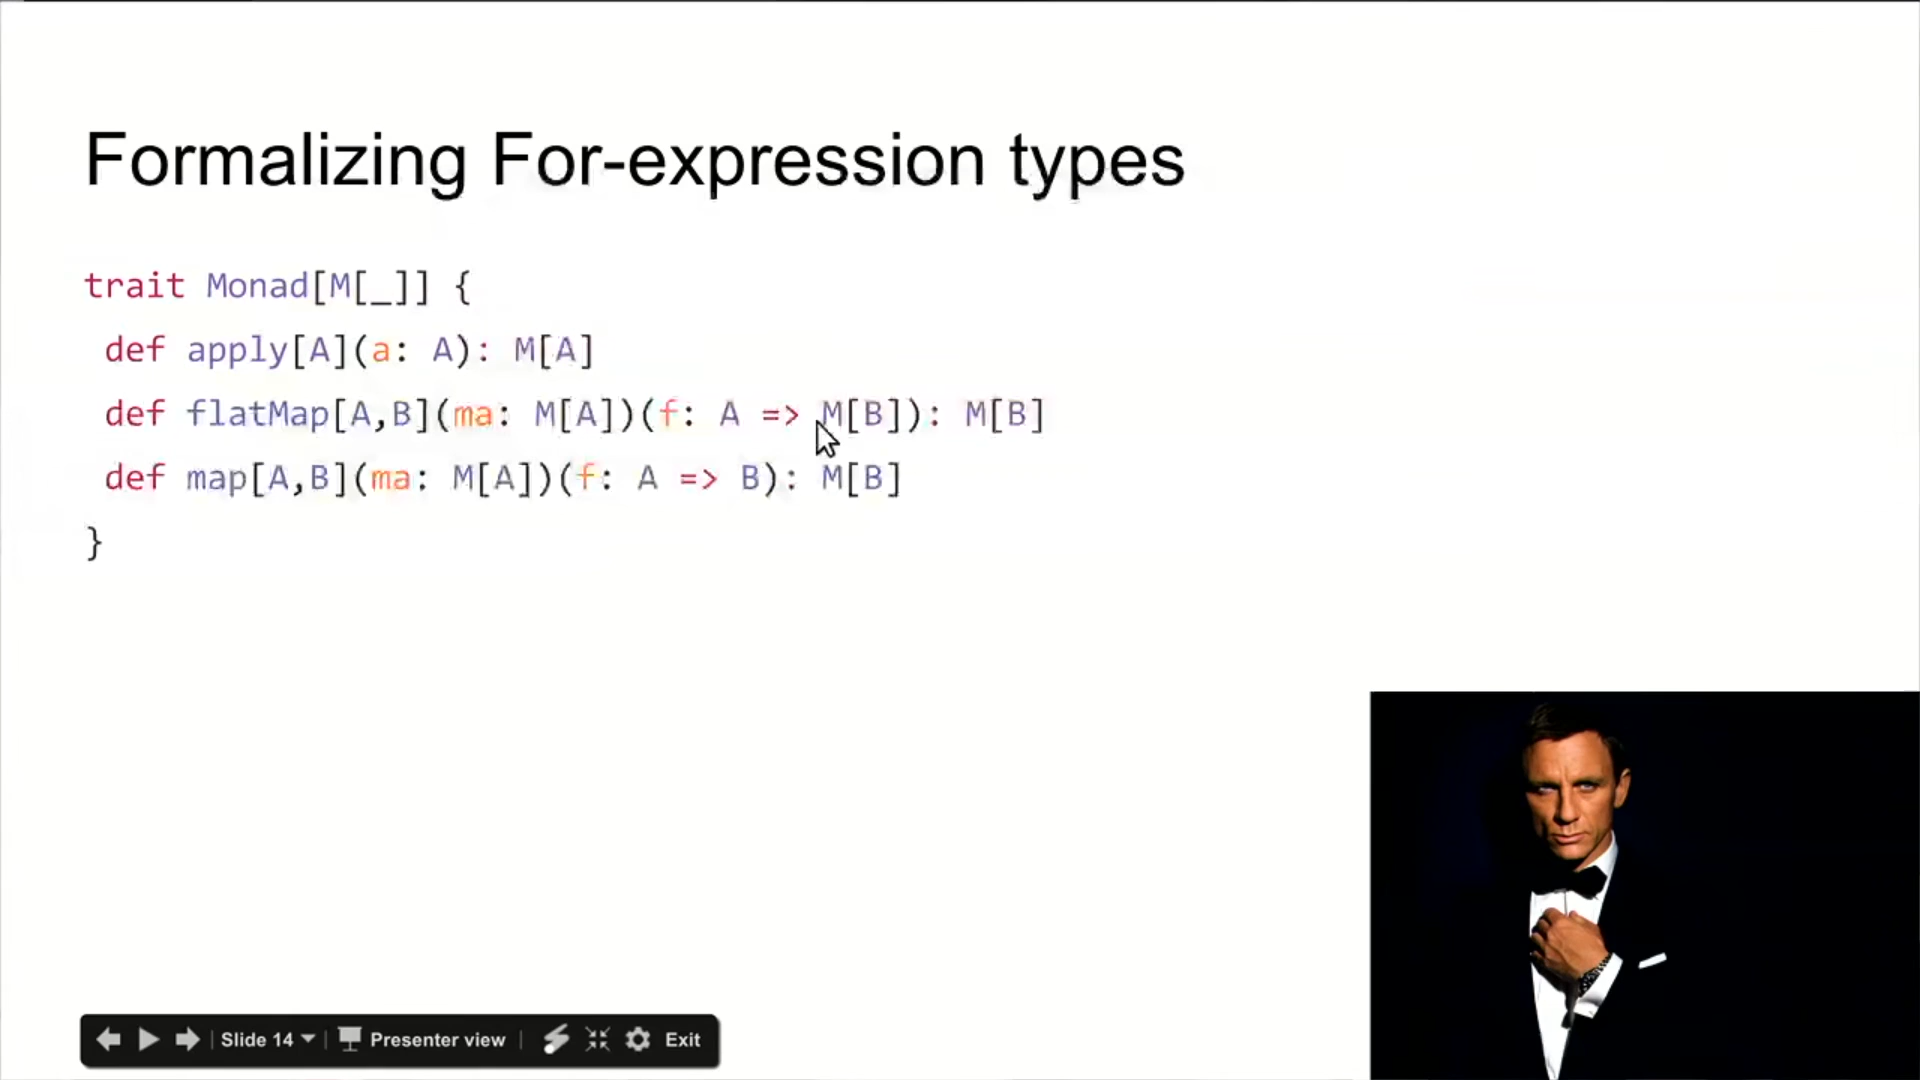 Formalizing For-expression types
trait Monad[M[_]] {
def apply[A](a: A): M[A]
def flatMap[A,B](ma: M[A])(f: A => M[B]): M[B]
def map[A,B](ma: M[A])(f: A => B): M[B]
}
Slide 14 Presenter view Exit